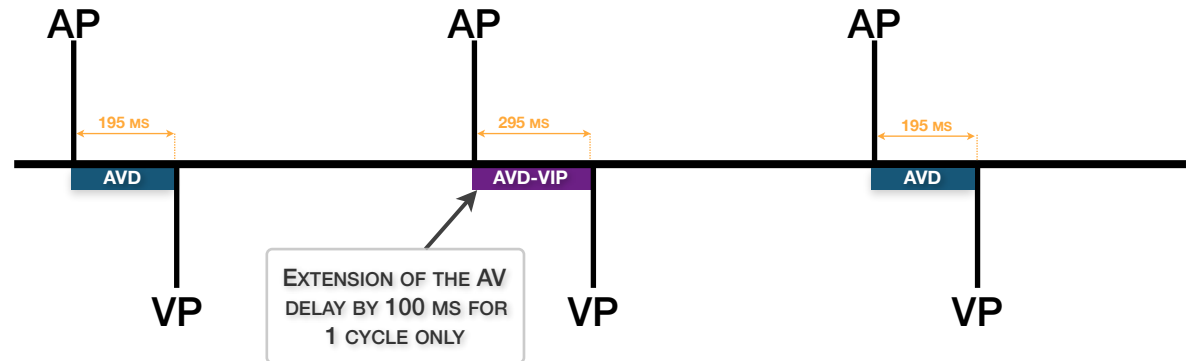 AP AP AP
195 MS 295 MS 195 MS
AVD AVD-VIP AVD
EXTENSION OF THE AV
DELAY BY 100 MS FOR
1 CYCLE ONLY
VP VP VP